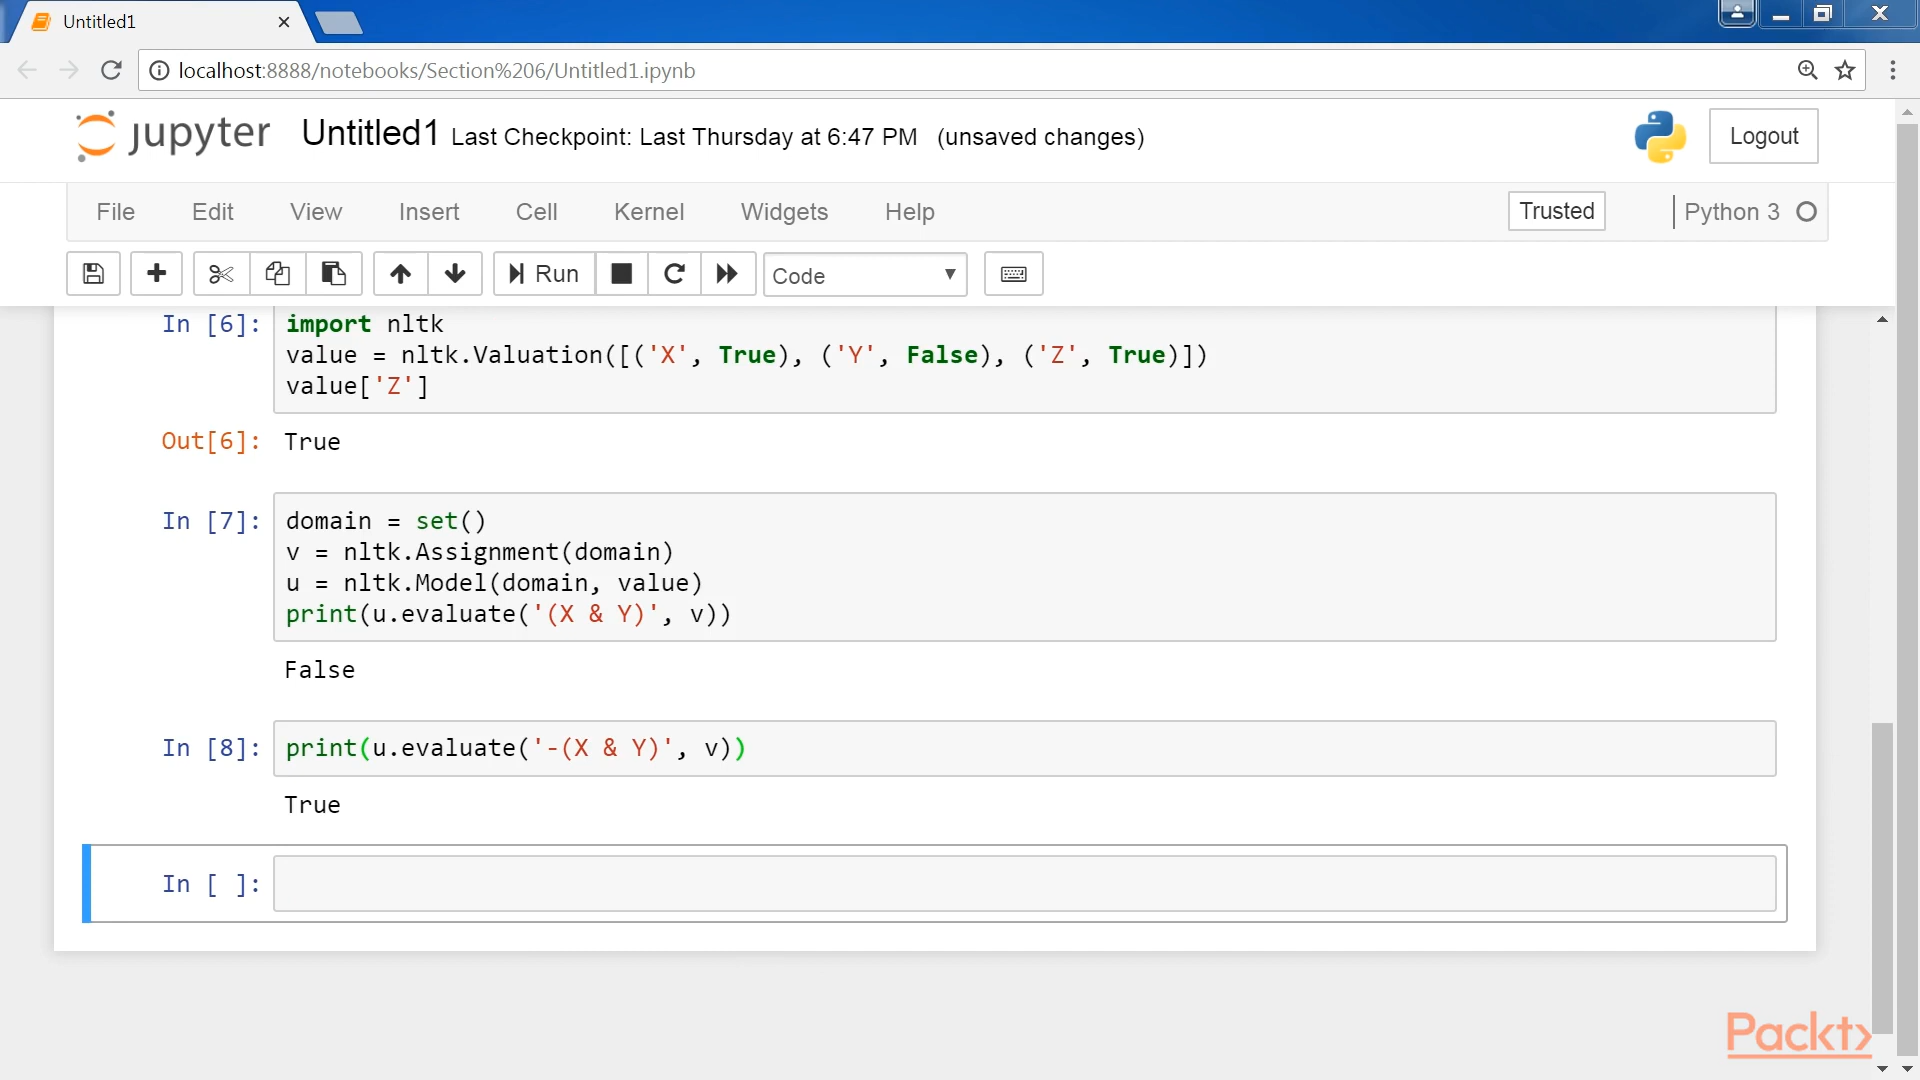 Untitled1
localhost:8888/notebooks/Section%206/Untitled1.ipynb
jupyter Untitled1 Last Checkpoint: Last Thursday at 6:47 PM (unsaved changes) Logout
File Edit View Insert Cell Kernel Widgets Help Trusted Python 3
Run Code
In [6]: import nltk
value = nltk.Valuation([('X', True), ('Y', False), ('Z', True)])
value['Z']
Out[6]: True
In [7]: domain = set()
v = nltk.Assignment(domain)
u = nltk.Model(domain, value)
print(u.evaluate('(X & Y)', v))
False
In [8]: print(u.evaluate('-(X & Y)', v))
True
In [ ]:
Packt>